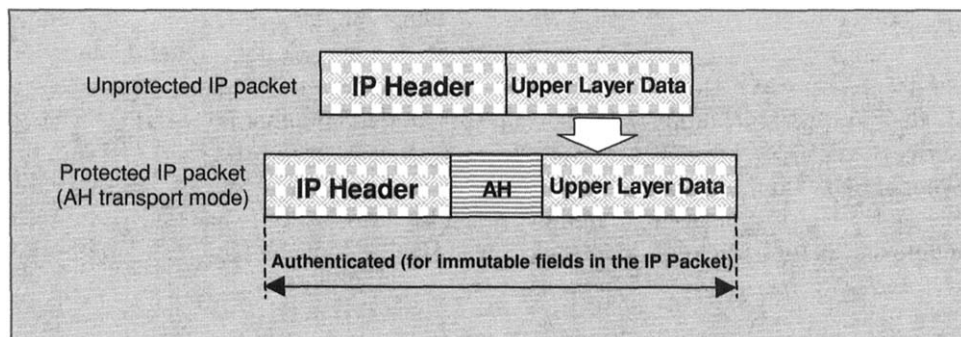 Unprotected IP packet
IP Header
Upper Layer Data
Protected IP packet
(AH transport mode)
IP Header
AH
Upper Layer Data
Authenticated (for immutable fields in the IP Packet)